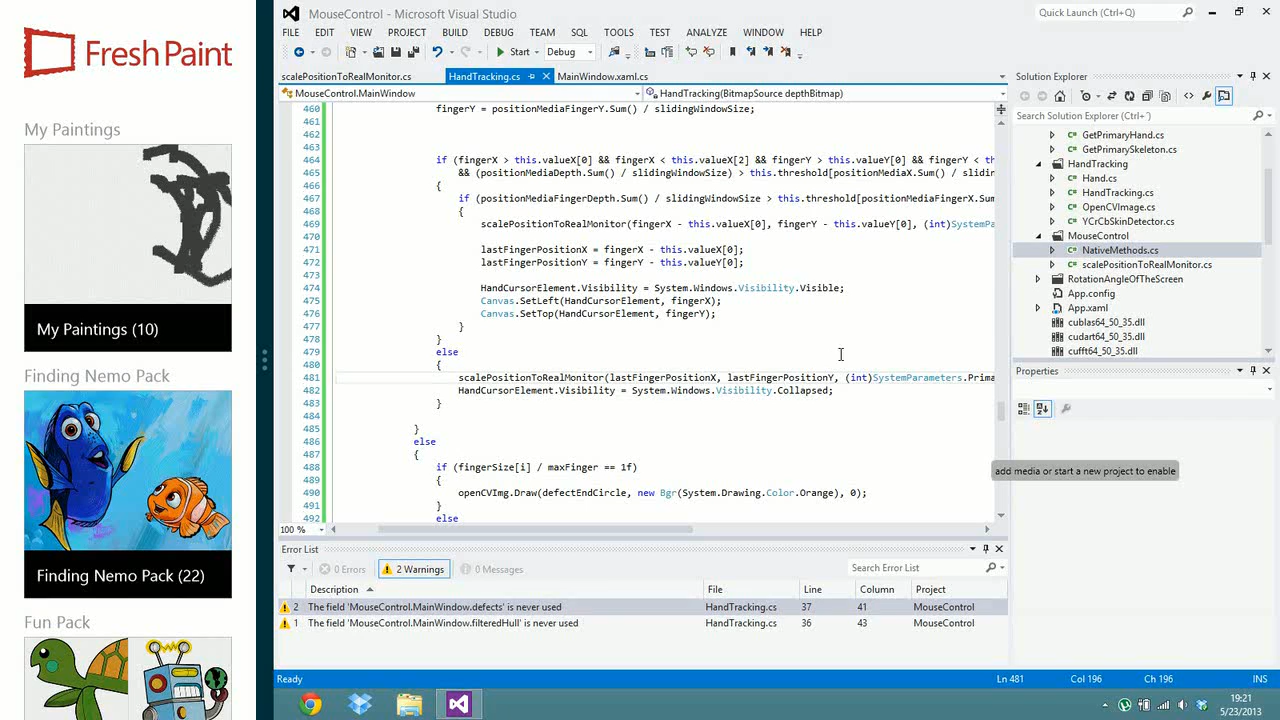 Fresh Paint
My Paintings
My Paintings (10)
Finding Nemo Pack
Finding Nemo Pack (22)
Fun Pack
MouseControl - Microsoft Visual Studio
Quick Launch (Ctrl+Q)
FILE EDIT VIEW PROJECT BUILD DEBUG TEAM SQL TOOLS TEST ANALYZE WINDOW HELP
Start Debug
scalePositionToRealMonitor.cs HandTracking.cs MainWindow.xaml.cs
MouseControl.MainWindow HandTracking(BitmapSource depthBitmap)
460 fingerY = positionMediaFingerY.Sum() / slidingWindowSize;
461
462
463
464 if (fingerX > this.valueX[0] && fingerX < this.valueX[2] && fingerY > this.valueY[0] && fingerY < th
465 && (positionMediaDepth.Sum() / slidingWindowSize) > this.threshold[positionMediaX.Sum() / slidin
466 {
467 if (positionMediaFingerDepth.Sum() / slidingWindowSize > this.threshold[positionMediaFingerX.Sum
468 {
469 scalePositionToRealMonitor(fingerX - this.valueX[0], fingerY - this.valueY[0], (int)SystemPara
470
471 lastFingerPositionX = fingerX - this.valueX[0];
472 lastFingerPositionY = fingerY - this.valueY[0];
473
474 HandCursorElement.Visibility = System.Windows.Visibility.Visible;
475 Canvas.SetLeft(HandCursorElement, fingerX);
476 Canvas.SetTop(HandCursorElement, fingerY);
477 }
478 }
479 else
480 {
481 scalePositionToRealMonitor(lastFingerPositionX, lastFingerPositionY, (int)SystemParameters.Prima
482 HandCursorElement.Visibility = System.Windows.Visibility.Collapsed;
483 }
484
485 }
486 else
487 {
488 if (fingerSize[i] / maxFinger == 1f)
489 {
490 openCVImg.Draw(defectEndCircle, new Bgr(System.Drawing.Color.Orange), 0);
491 }
492 else
100 %
Solution Explorer
Search Solution Explorer (Ctrl+´)
GetPrimaryHand.cs
GetPrimarySkeleton.cs
HandTracking
Hand.cs
HandTracking.cs
OpenCVImage.cs
YCrCbSkinDetector.cs
MouseControl
NativeMethods.cs
scalePositionToRealMonitor.cs
RotationAngleOfTheScreen
App.config
App.xaml
cublas64_50_35.dll
cudart64_50_35.dll
cufft64_50_35.dll
Properties
add media or start a new project to enable
Error List
0 Errors 2 Warnings 0 Messages Search Error List
Description File Line Column Project
2 The field 'MouseControl.MainWindow.defects' is never used HandTracking.cs 37 41 MouseControl
1 The field 'MouseControl.MainWindow.filteredHull' is never used HandTracking.cs 36 43 MouseControl
Ready Ln 481 Col 196 Ch 196 INS
19:21
5/23/2013